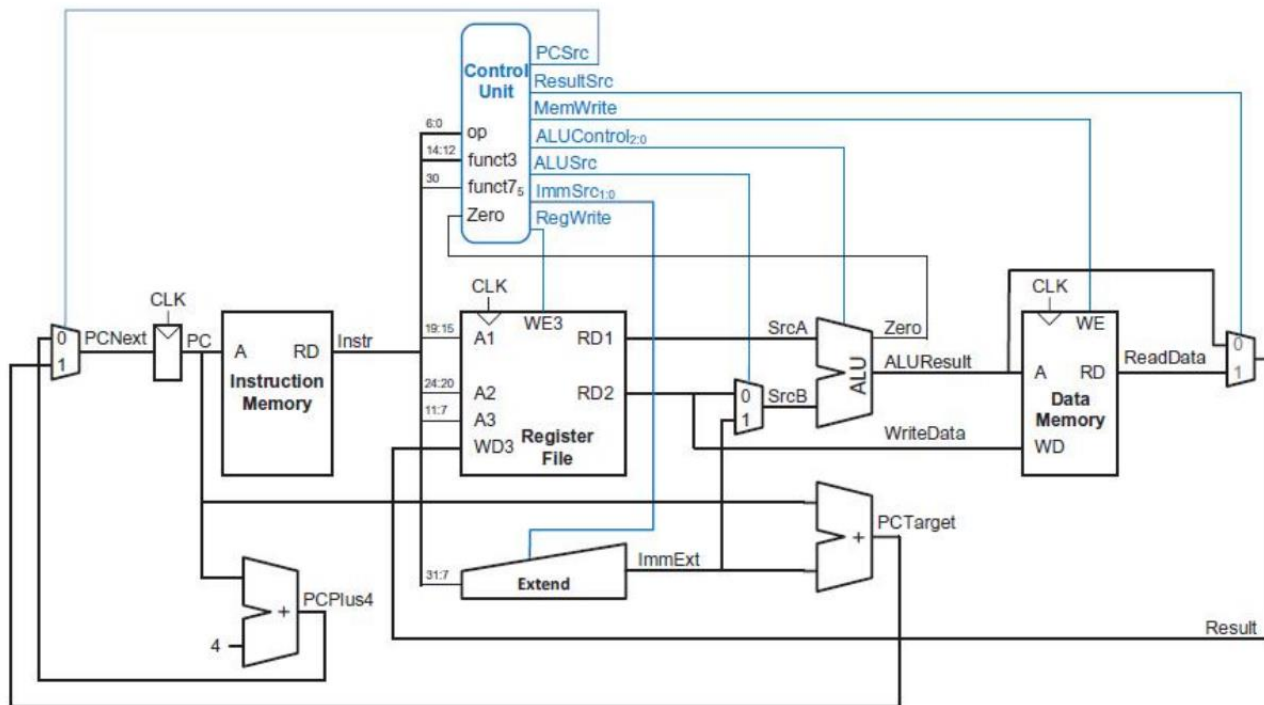 PCSrc
Control
Unit
ResultSrc
MemWrite
6:0
op
ALUControl2:0
14:12
funct3
ALUSrc
30
funct75
ImmSrc1:0
Zero
RegWrite
CLK
CLK
CLK
0
1
PCNext
PC
A
RD
Instruction
Memory
Instr
19:15
A1
WE3
RD1
24:20
A2
RD2
11:7
A3
WD3
Register
File
SrcA
0
1
SrcB
ALU
Zero
ALUResult
WriteData
WE
A
RD
Data
Memory
WD
ReadData
0
1
31:7
Extend
ImmExt
+
PCTarget
+
PCPlus4
4
Result